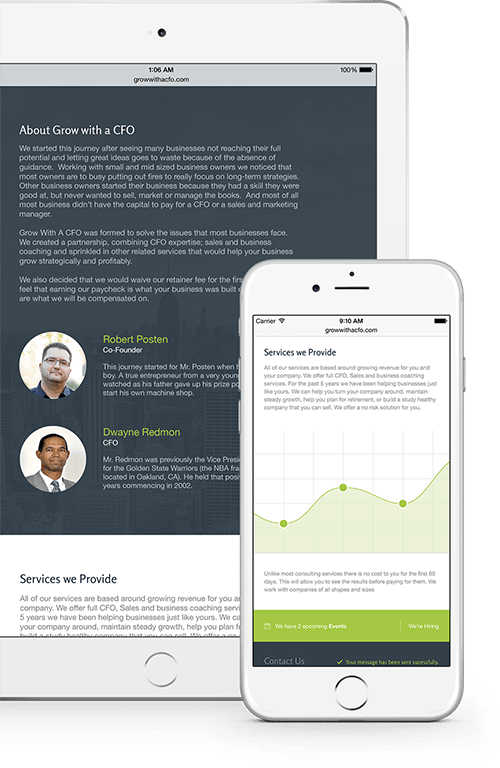 1:06 AM
100%
growwithacfo.com
About Grow with a CFO
We started this journey after seeing many businesses not reaching their full
potential and letting great ideas goes to waste because of the absence of
guidance. Working with small and mid sized business owners we noticed that
most owners are to busy putting out fires to really focus on long-term strategies.
Other business owners started their business because they had a skill they were
good at, but never wanted to sell, market or manage the books. And most of all
most business didn't have the capital to pay for a CFO or a sales and marketing
manager.
Grow With A CFO was formed to solve the issues that most businesses face.
We created a partnership, combining CFO expertise; sales and business
coaching and sprinkled in other related services that would help your business
grow strategically and profitably.
We also decided that we would waive our retainer fee for the firs
feel that earning our paycheck is what your business was built o
are what we will be compensated on.
Robert Posten
Co-Founder
This journey started for Mr. Posten when h
boy. A true entrepreneur from a very young
watched as his father gave up his prize po
start his own machine shop.
Dwayne Redmon
CFO
Mr. Redmon was previously the Vice Presi
for the Golden State Warriors (the NBA fra
located in Oakland, CA). He held that posi
years commencing in 2002.
Services we Provide
All of our services are based around growing revenue for you an
company. We offer full CFO, Sales and business coaching servi
5 years we have been helping businesses just like yours. We ca
your company around, maintain steady growth, help you plan fo
build a study healthy company that you can sell. We offer a no
Carrier
9:10 AM
growwithacfo.com
Services we Provide
All of our services are based around growing revenue for you and
your company. We offer full CFO, Sales and business coaching
services. For the past 5 years we have been helping businesses just
like yours. We can help you turn your company around, maintain
steady growth, help you plan for retirement, or build a study healthy
company that you can sell. We offer a no risk solution for you.
Unlike most consulting services there is no cost to you for the first 60
days. This will allow you to see the results before paying for them. We
work with companies of all shapes and sizes
We have 2 epcoming Events
We're Hiring
Contact Us
Your message has been sent sucessfully.